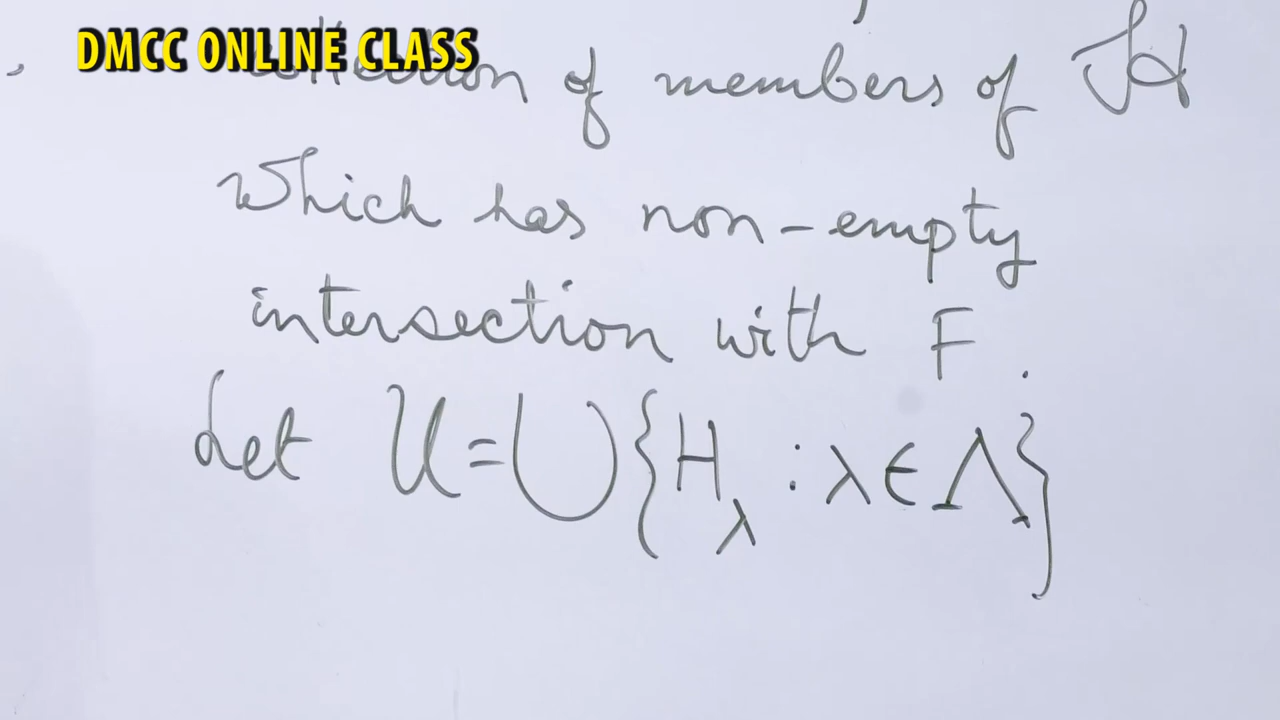 DMCC ONLINE CLASS
collection of members of ℋ
which has non-empty
intersection with F.
Let U = ∪ {H_λ : λ ∈ Λ}